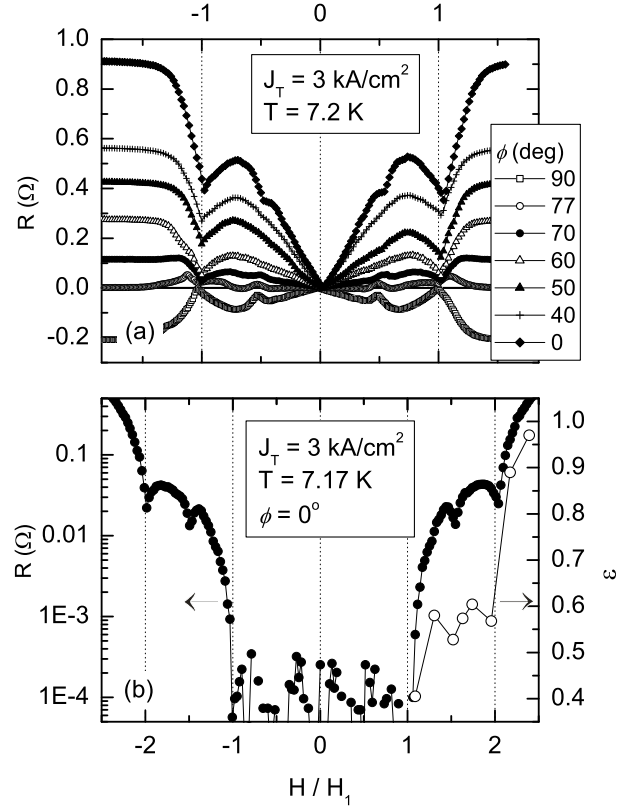 -1 0 1
1.0
0.8
0.6
0.4
0.2
0.0
-0.2
R (Ω)
J_T = 3 kA/cm²
T = 7.2 K
ϕ (deg)
90
77
70
60
50
40
0
(a)
0.1
0.01
1E-3
1E-4
R (Ω)
J_T = 3 kA/cm²
T = 7.17 K
ϕ = 0°
1.0
0.9
0.8
0.7
0.6
0.5
0.4
ε
(b)
-2 -1 0 1 2
H / H₁